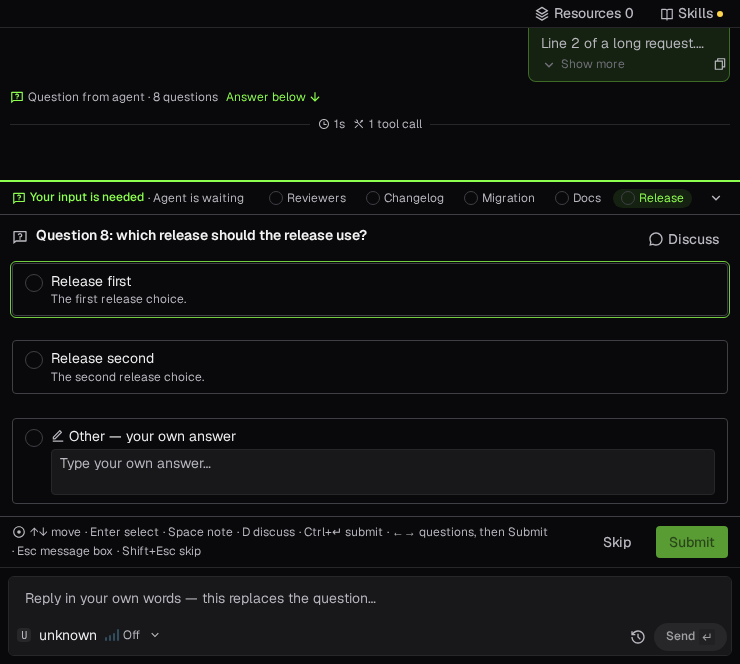 Resources 0 Skills
Line 2 of a long request....
Show more
Question from agent · 8 questions Answer below ↓
1s 1 tool call
Your input is needed · Agent is waiting Reviewers Changelog Migration Docs Release
Question 8: which release should the release use?
Discuss
Release first
The first release choice.
Release second
The second release choice.
Other — your own answer
Type your own answer...
↑↓ move · Enter select · Space note · D discuss · Ctrl+↵ submit · ←→ questions, then Submit
· Esc message box · Shift+Esc skip
Skip Submit
Reply in your own words — this replaces the question...
U unknown Off
Send ↵